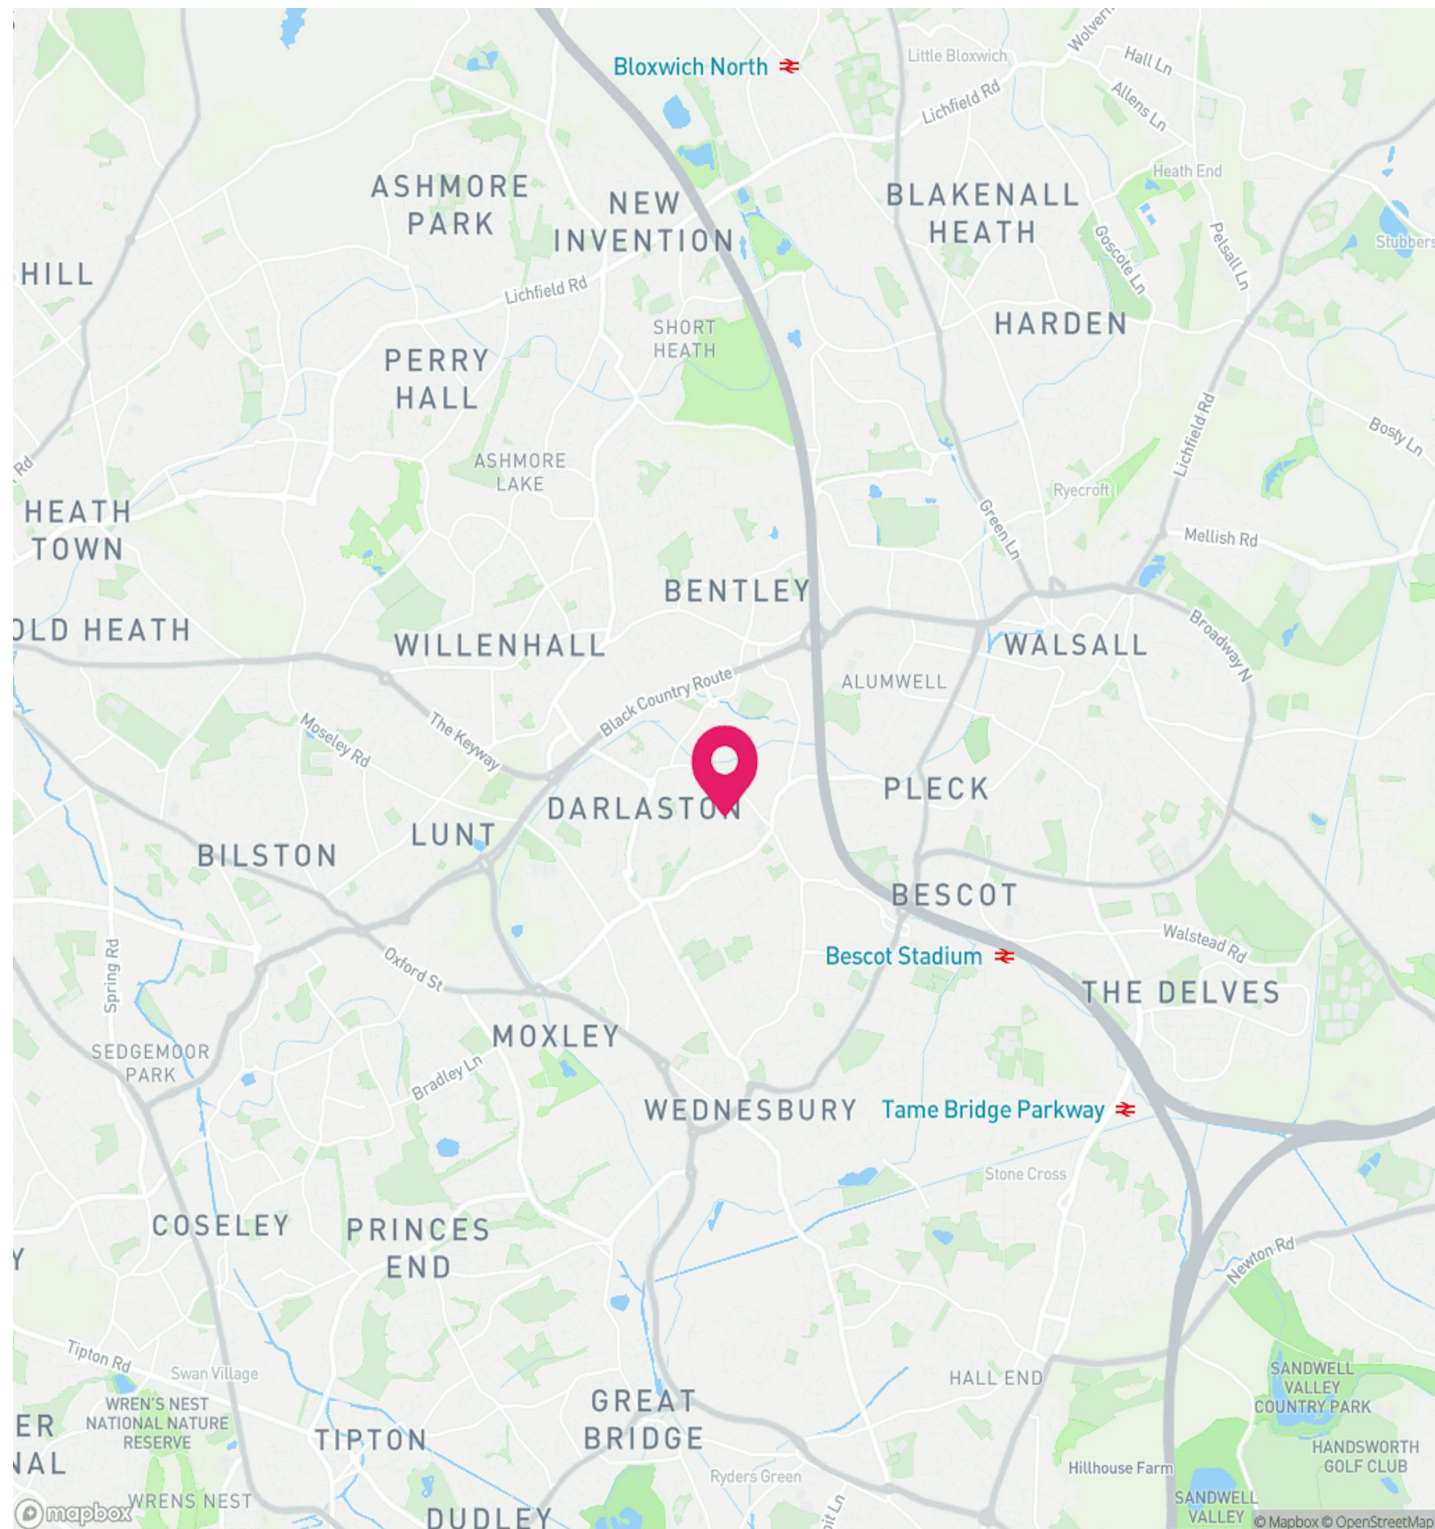 Bloxwich North
Little Bloxwich
Wolver
Hall Ln
Lichfield Rd
Allens Ln
Heath End
ASHMORE
PARK
NEW
INVENTION
BLAKENALL
HEATH
Goscote Ln
Pelsall Ln
Stubbers
HILL
Lichfield Rd
SHORT
HEATH
HARDEN
PERRY
HALL
Lichfield Rd
Bosty Ln
Rd
ASHMORE
LAKE
Ryecroft
HEATH
TOWN
Green Ln
Mellish Rd
BENTLEY
OLD HEATH
WILLENHALL
WALSALL
Broadway N
ALUMWELL
Black Country Route
Moseley Rd
The Keyway
PLECK
DARLASTON
LUNT
BILSTON
BESCOT
Walstead Rd
Bescot Stadium
Spring Rd
Oxford St
THE DELVES
MOXLEY
SEDGEMOOR
PARK
Bradley Ln
WEDNESBURY
Tame Bridge Parkway
Stone Cross
COSELEY
PRINCES
END
Y
Newton Rd
Tipton Rd
Swan Village
HALL END
SANDWELL
VALLEY
COUNTRY PARK
WREN'S NEST
NATIONAL NATURE
RESERVE
GREAT
BRIDGE
ER
NAL
TIPTON
HANDSWORTH
GOLF CLUB
Ryders Green
Hillhouse Farm
WRENS NEST
SANDWELL
VALLEY
DUDLEY
Ln
mapbox
© Mapbox © OpenStreetMap